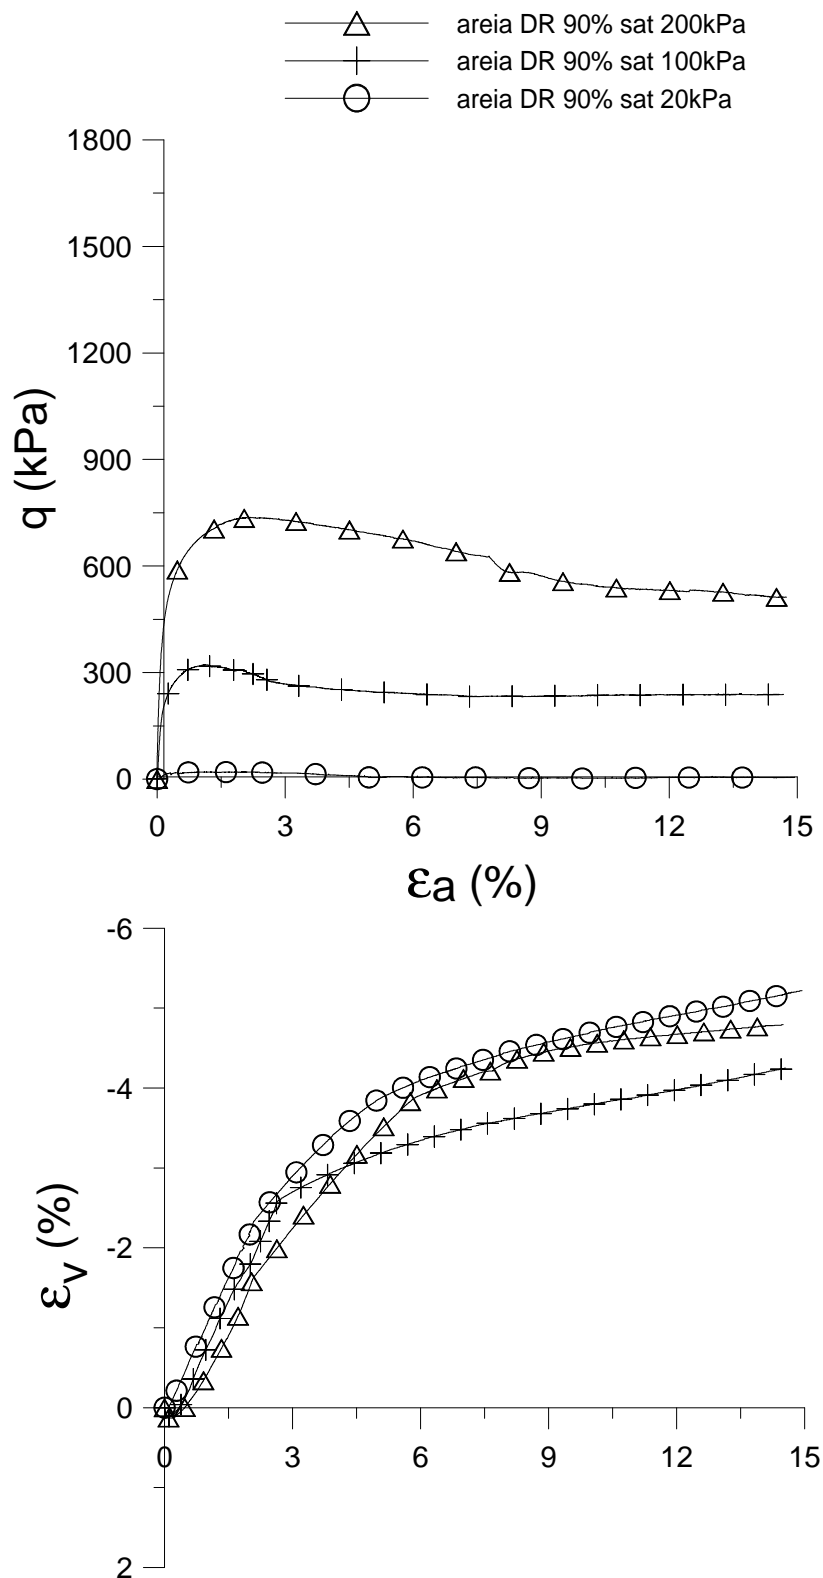 areia DR 90% sat 200kPa
areia DR 90% sat 100kPa
areia DR 90% sat 20kPa
1800
1500
1200
900
600
300
0
q (kPa)
0 3 6 9 12 15
εa (%)
-6
-4
-2
0
2
εv (%)
0 3 6 9 12 15